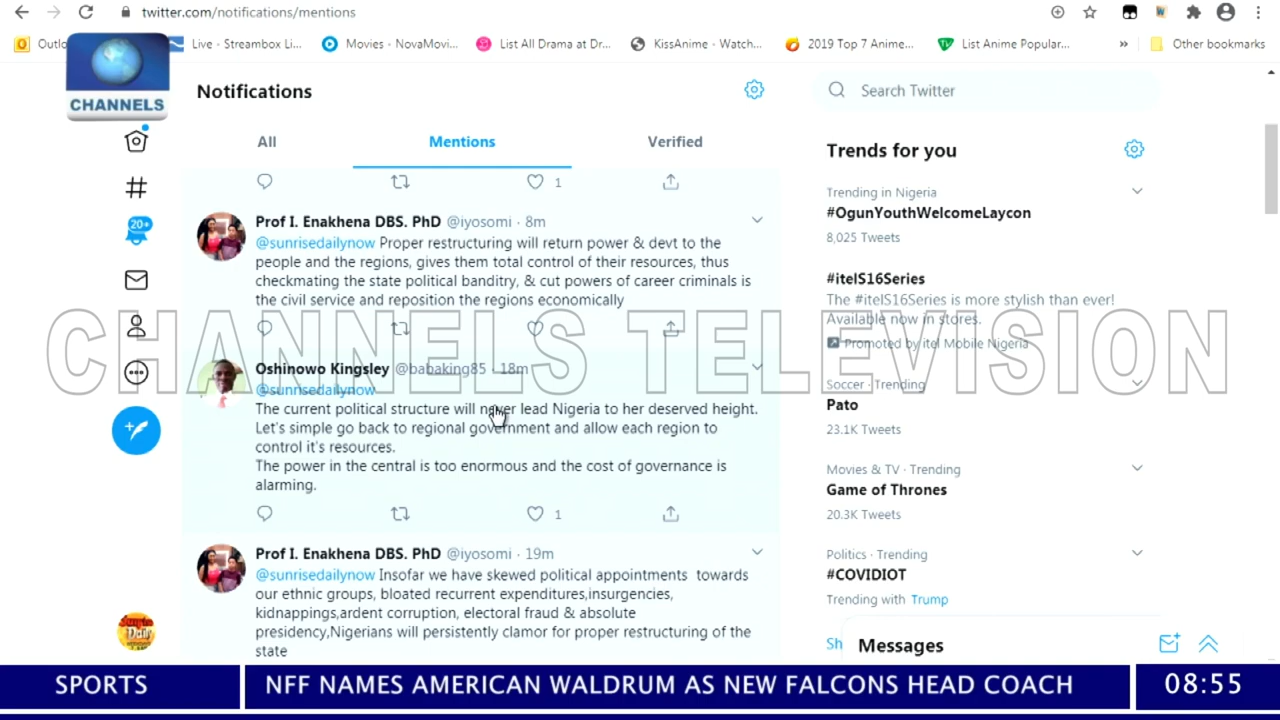 twitter.com/notifications/mentions
Outlo
Live - Streambox Li...
Movies - NovaMovi...
List All Drama at Dr...
KissAnime - Watch...
2019 Top 7 Anime...
List Anime Popular...
»
Other bookmarks
CHANNELS
Notifications
Search Twitter
All
Mentions
Verified
1
Prof I. Enakhena DBS. PhD @iyosomi · 8m
@sunrisedailynow Proper restructuring will return power & devt to the
people and the regions, gives them total control of their resources, thus
checkmating the state political banditry, & cut powers of career criminals is
the civil service and reposition the regions economically
20+
CHANNELS TELEVISION
Oshinowo Kingsley @babaking85 · 18m
@sunrisedailynow
The current political structure will never lead Nigeria to her deserved height.
Let's simple go back to regional government and allow each region to
control it's resources.
The power in the central is too enormous and the cost of governance is
alarming.
1
Prof I. Enakhena DBS. PhD @iyosomi · 19m
@sunrisedailynow Insofar we have skewed political appointments towards
our ethnic groups, bloated recurrent expenditures,insurgencies,
kidnappings,ardent corruption, electoral fraud & absolute
presidency,Nigerians will persistently clamor for proper restructuring of the
state
Trends for you
Trending in Nigeria
#OgunYouthWelcomeLaycon
8,025 Tweets
#itelS16Series
The #itelS16Series is more stylish than ever!
Available now in stores.
Promoted by itel Mobile Nigeria
Soccer · Trending
Pato
23.1K Tweets
Movies & TV · Trending
Game of Thrones
20.3K Tweets
Politics · Trending
#COVIDIOT
Trending with Trump
Sh
Messages
SPORTS
NFF NAMES AMERICAN WALDRUM AS NEW FALCONS HEAD COACH
08:55